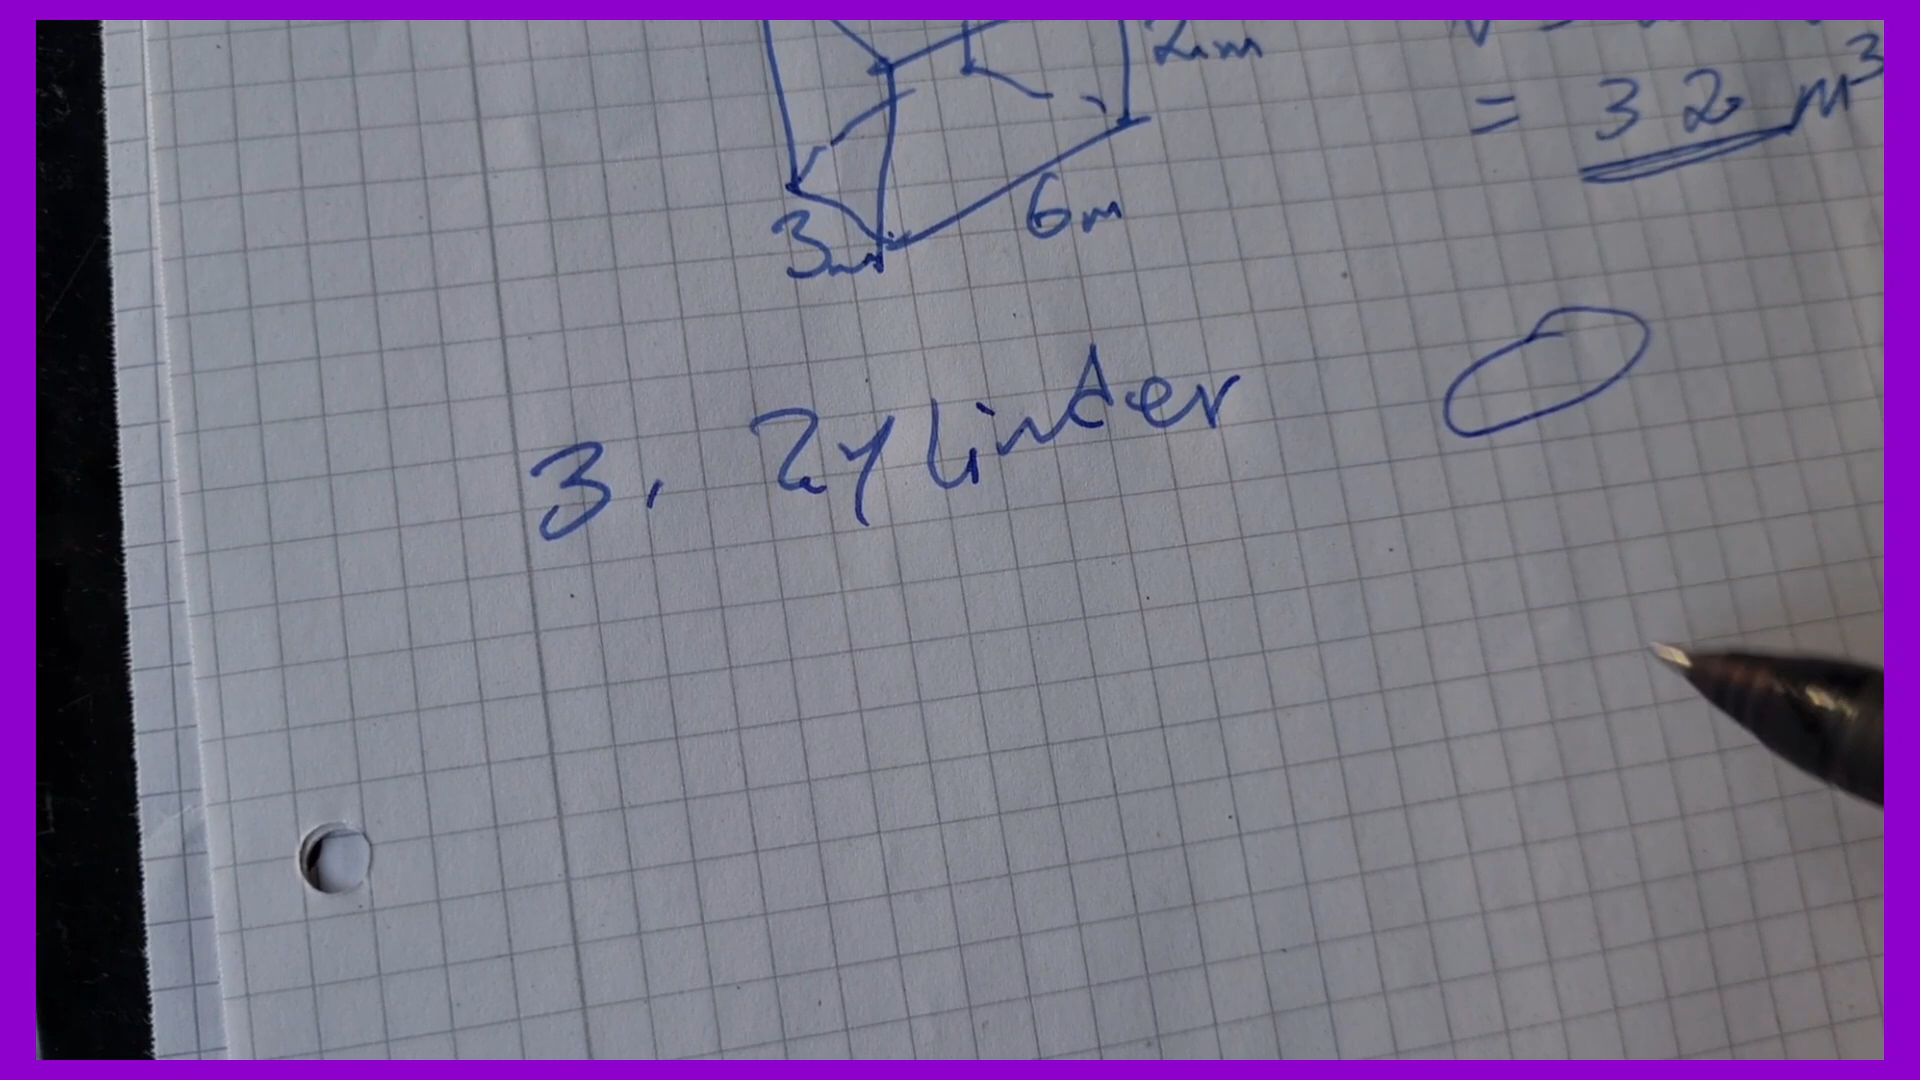 2m
= 32 m³
3m
6m
3. Zylinder